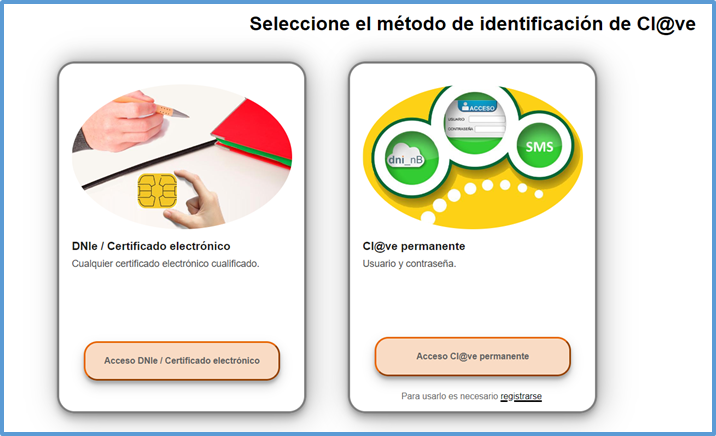 Seleccione el método de identificación de Cl@ve
DNIe / Certificado electrónico
Cualquier certificado electrónico cualificado.
Acceso DNIe / Certificado electrónico
ACCESO
USUARIO
CONTRASEÑA
dni_nB
SMS
Cl@ve permanente
Usuario y contraseña.
Acceso Cl@ve permanente
Para usarlo es necesario registrarse